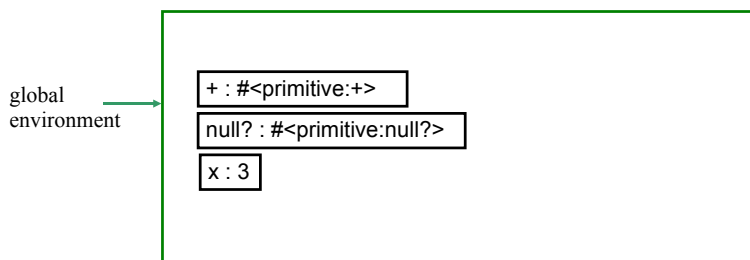 + : #<primitive:+>
global
environment
null? : #<primitive:null?>
x : 3